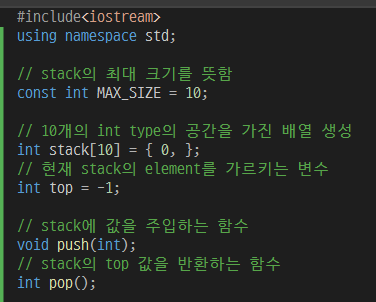 #include<iostream>
using namespace std;
// stack의 최대 크기를 뜻함
const int MAX_SIZE = 10;
// 10개의 int type의 공간을 가진 배열 생성
int stack[10] = { 0, };
// 현재 stack의 element를 가르키는 변수
int top = -1;
// stack에 값을 주입하는 함수
void push(int);
// stack의 top 값을 반환하는 함수
int pop();